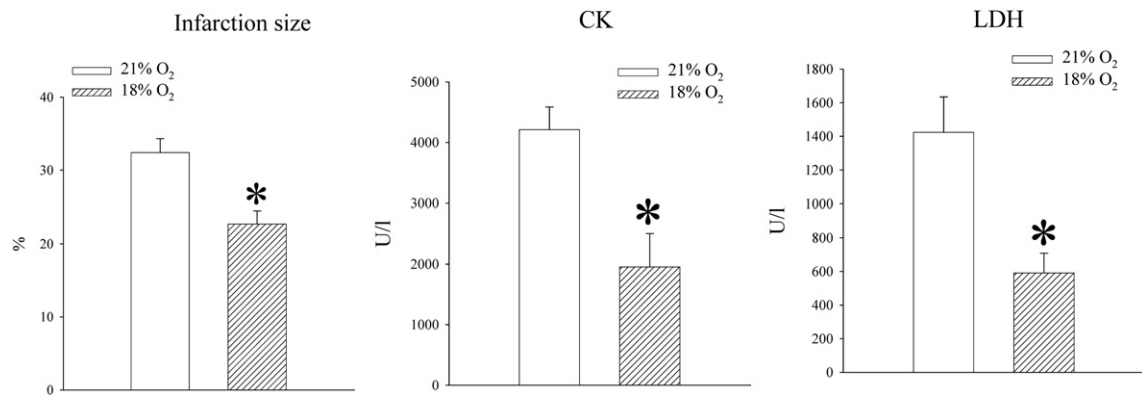 Infarction size
21% O₂
18% O₂
40
30
20
10
0
%
CK
21% O₂
18% O₂
5000
4000
3000
2000
1000
0
U/l
*
*
LDH
21% O₂
18% O₂
1800
1600
1400
1200
1000
800
600
400
200
0
U/l
*